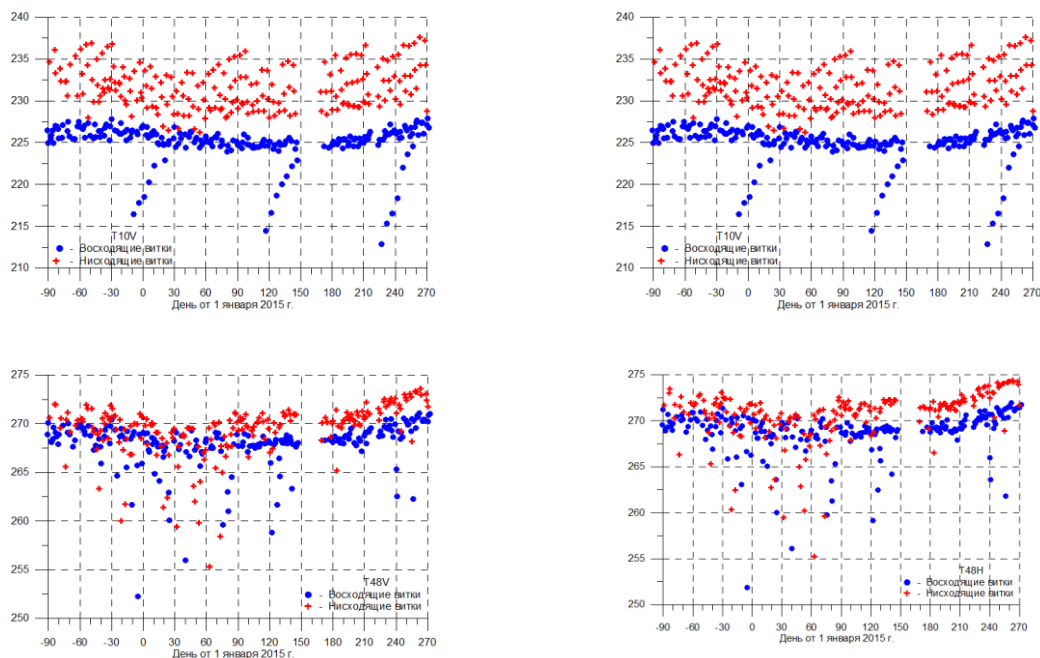 240
235
230
225
220
215
210
T10V
- Восходящие витки
- Нисходящие витки
-90 -60 -30 0 30 60 90 120 150 180 210 240 270
День от 1 января 2015 г.
240
235
230
225
220
215
210
T10V
- Восходящие витки
- Нисходящие витки
-90 -60 -30 0 30 60 90 120 150 180 210 240 270
День от 1 января 2015 г.
275
270
265
260
255
250
T48V
- Восходящие витки
- Нисходящие витки
-90 -60 -30 0 30 60 90 120 150 180 210 240 270
День от 1 января 2015 г.
275
270
265
260
255
250
T48H
- Восходящие витки
- Нисходящие витки
-90 -60 -30 0 30 60 90 120 150 180 210 240 270
День от 1 января 2015 г.